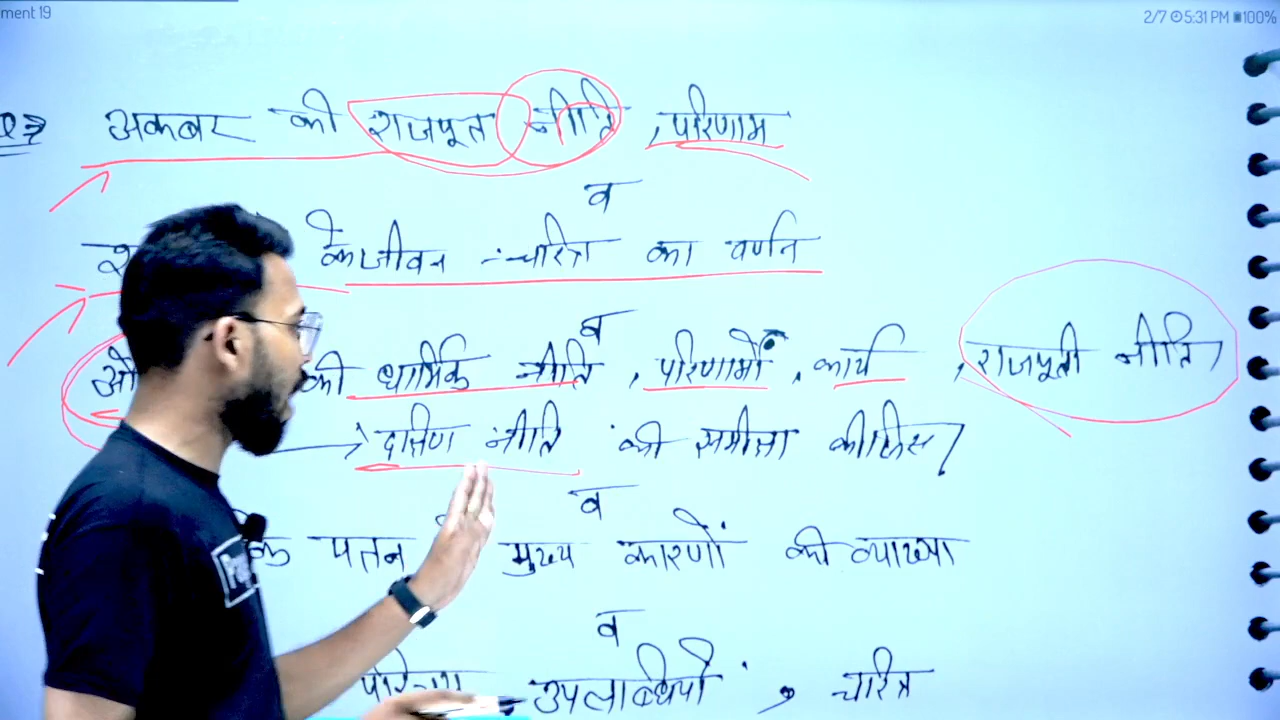 ment 19
2/7 5:31 PM 100%
अकबर की राजपूत नीति , परिणाम
व
के जीवन - चरित्र का वर्णन
व
की धार्मिक नीति , परिणामों , कार्य , राजपूती नीति,
→ दक्षिण नीति की समीक्षा कीजिए।
व
के पतन मुख्य कारणों की व्याख्या
व
उपलब्धियों , चरित्र